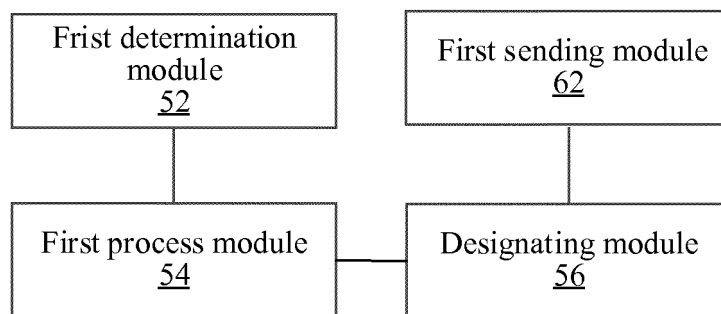 Frist determination
module
52
First sending module
62
First process module
54
Designating module
56